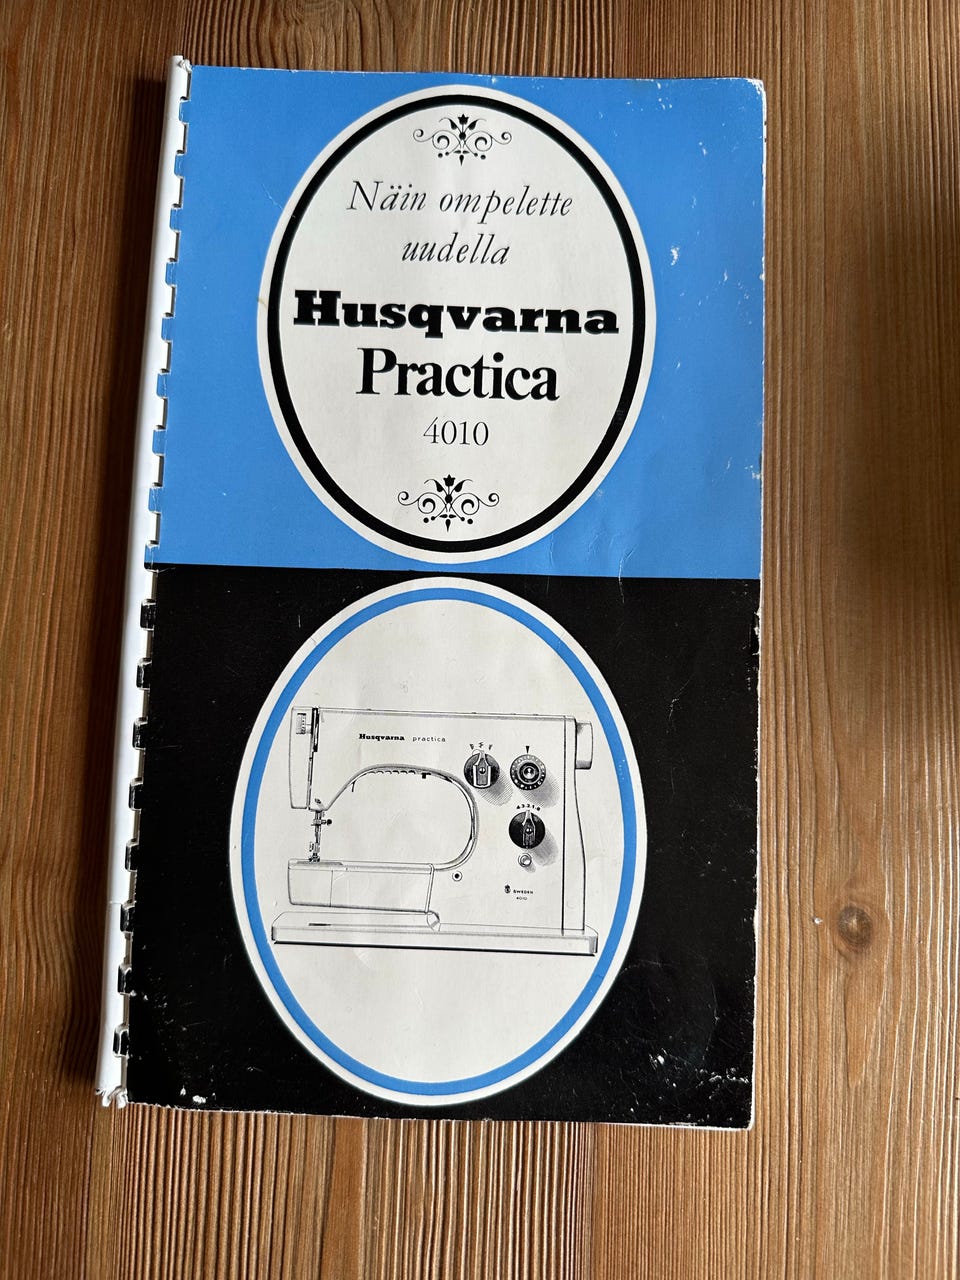 Näin ompelette
uudella
Husqvarna
Practica
4010
Husqvarna practica
SWEDEN
4010